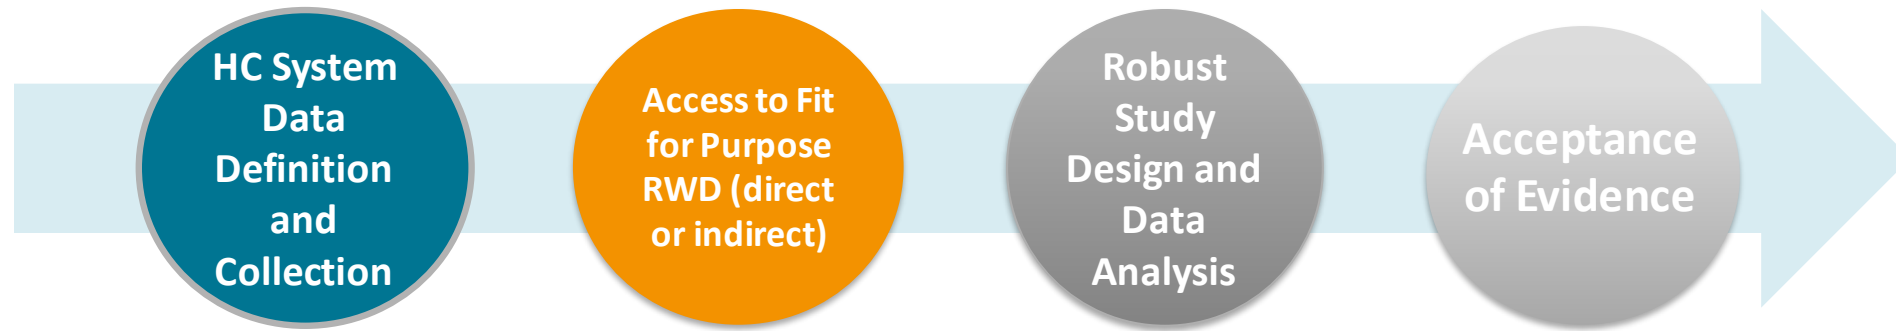 HC System
Data
Definition
and
Collection
Access to Fit
for Purpose
RWD (direct
or indirect)
Robust
Study
Design and
Data
Analysis
Acceptance
of Evidence